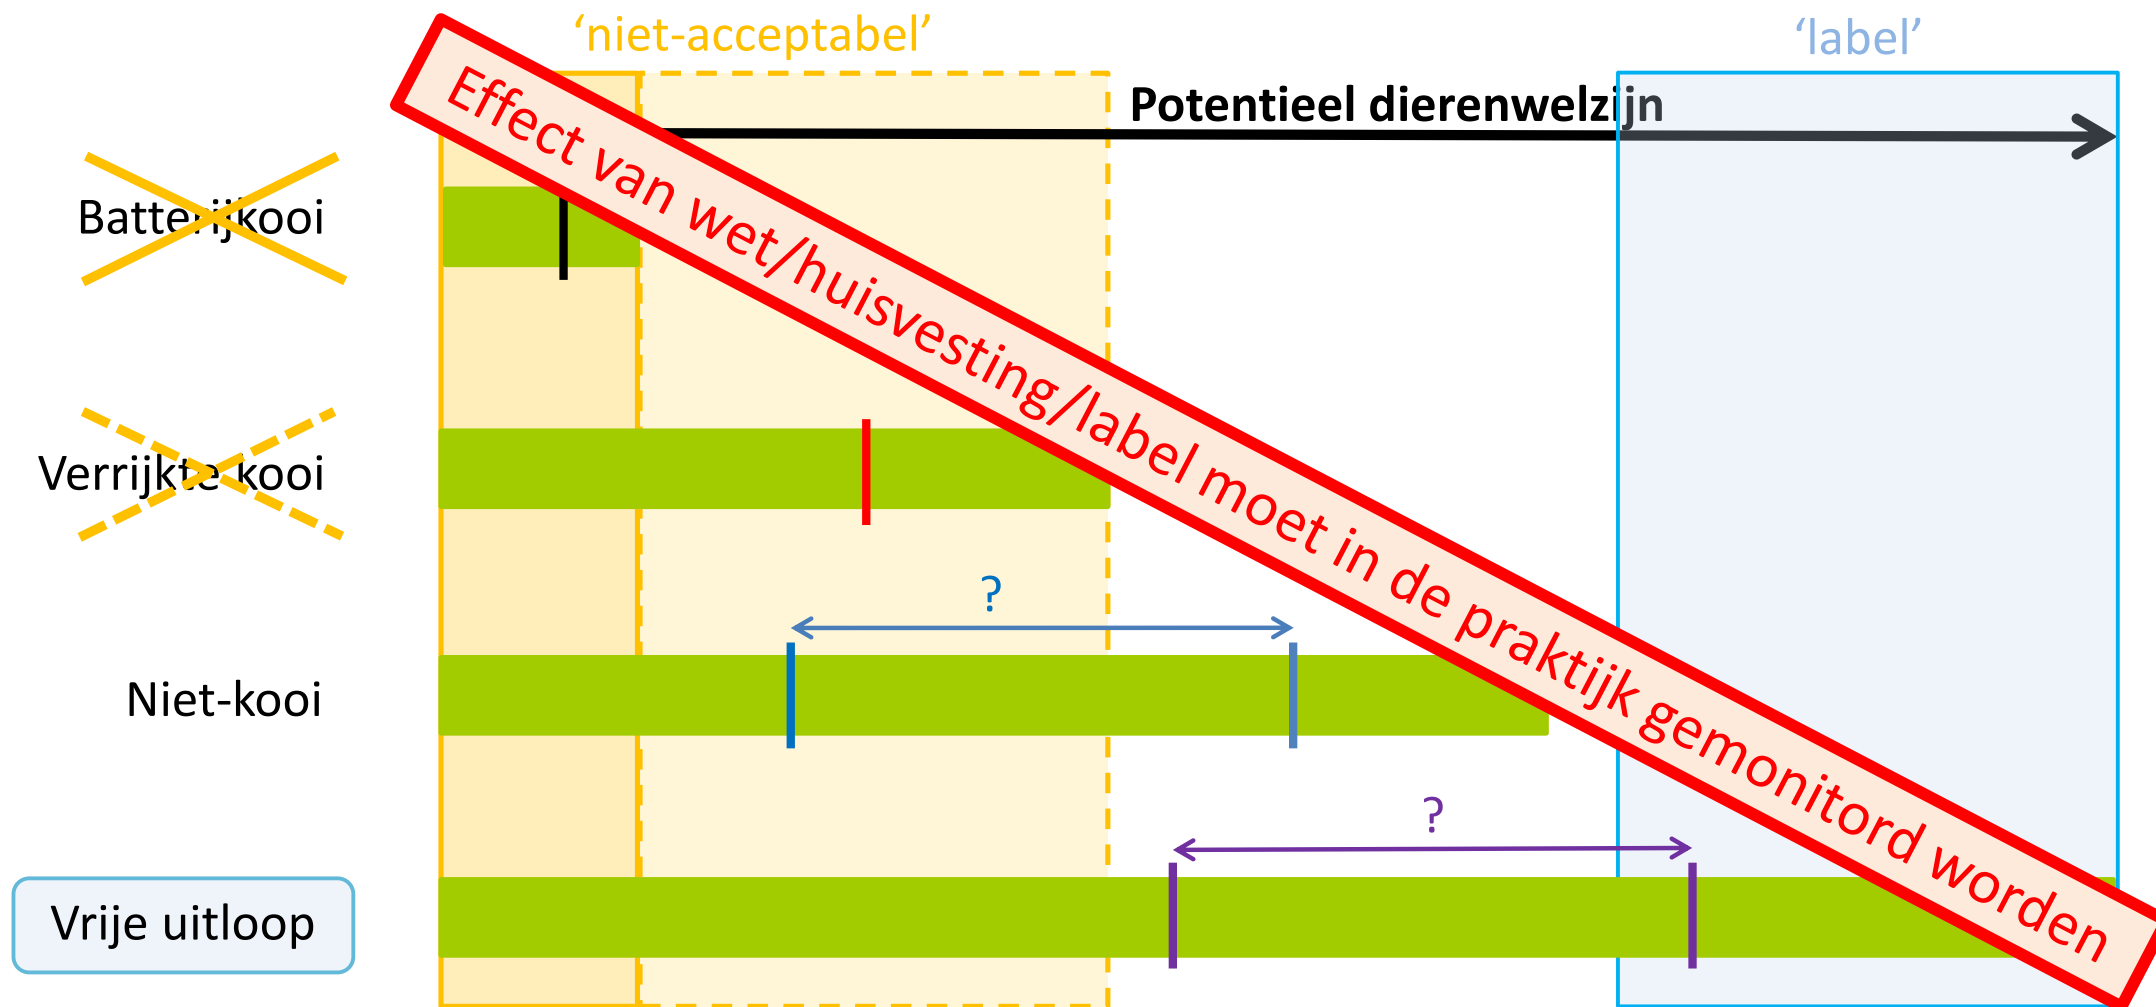 ‘niet-acceptabel’
‘label’
Potentieel dierenwelzijn
Effect van wet/huisvesting/label moet in de praktijk gemonitord worden
Batterijkooi
Verrijkte kooi
?
Niet-kooi
?
Vrije uitloop